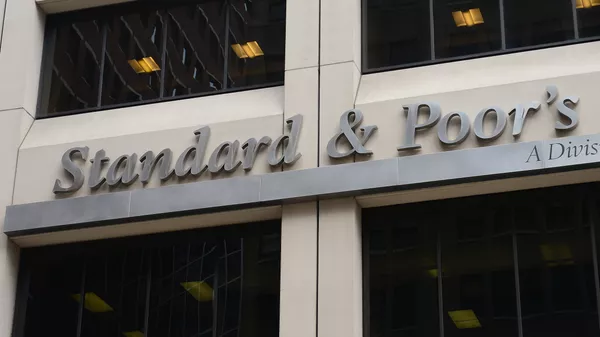 Standard & Poor's
A Divis